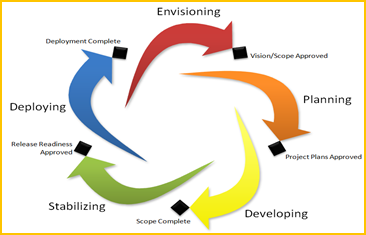 Envisioning
Deployment Complete
Vision/Scope Approved
Planning
Deploying
Release Readiness
Approved
Project Plans Approved
Stabilizing
Scope Complete
Developing